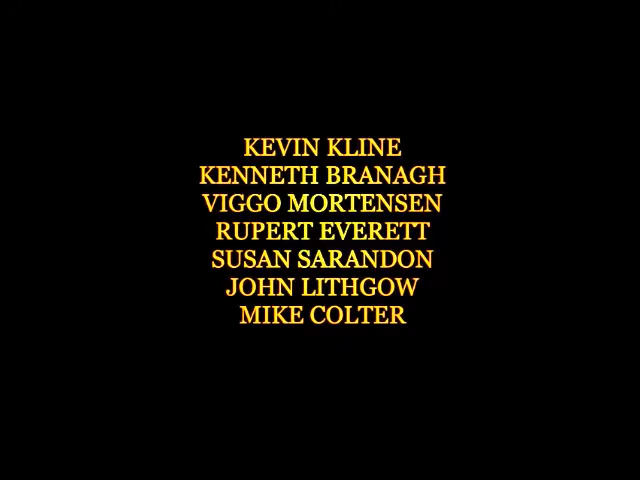 KEVIN KLINE
KENNETH BRANAGH
VIGGO MORTENSEN
RUPERT EVERETT
SUSAN SARANDON
JOHN LITHGOW
MIKE COLTER